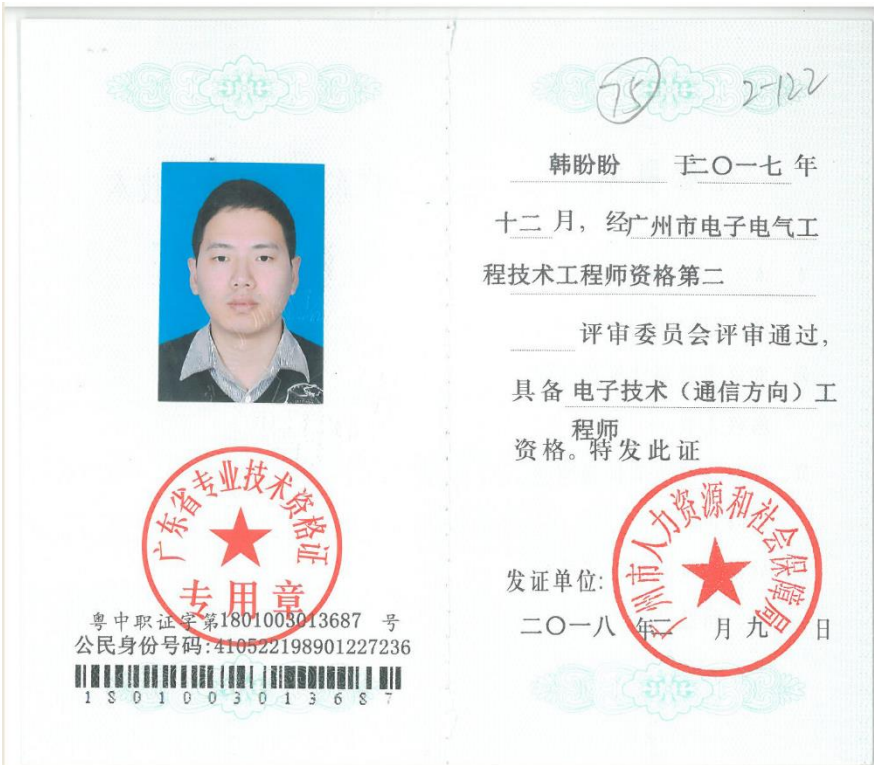 广东省专业技术资格证
专用章
粤中职证字第1801003013687 号
公民身份号码:410522198901227236
1801003013687
75 2-122
韩盼盼 于二〇一七 年
十二 月, 经广州市电子电气工
程技术工程师资格第二
评审委员会评审通过,
具备 电子技术（通信方向）工
程师
资格。特发此证
广州市人力资源和社会保障局
发证单位:
二〇一八 年二 月 九 日